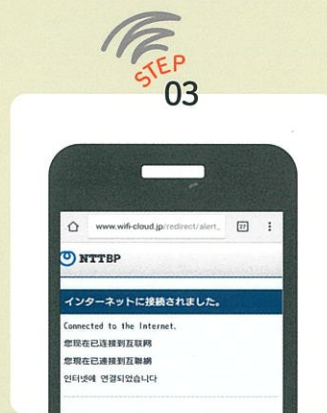 STEP
03
www.wifi-cloud.jp/redirect/alert_
27
NTTBP
インターネットに接続されました。
Connected to the Internet.
您现在已连接到互联网
您現在已連接到互聯網
인터넷에 연결되었습니다